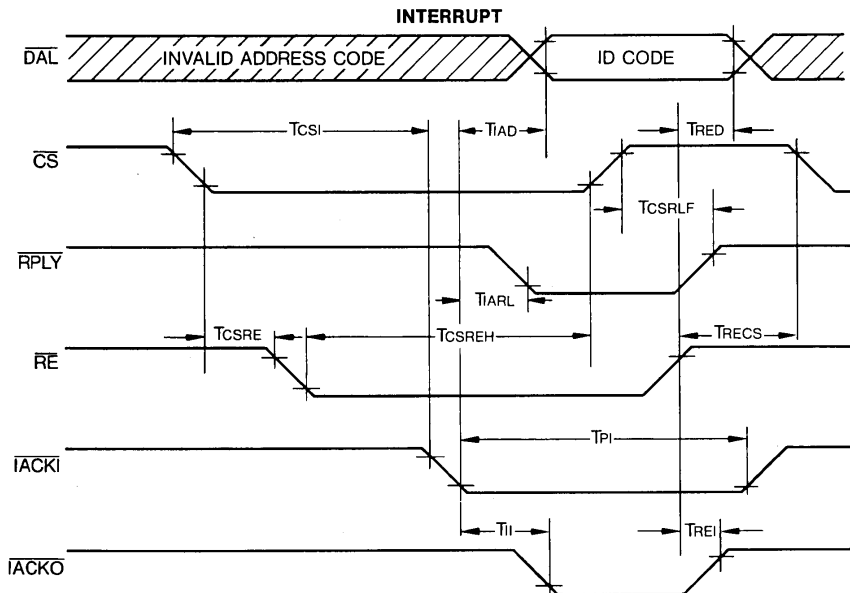 INTERRUPT
DAL INVALID ADDRESS CODE ID CODE
TCSI TIAD TRED
CS
TCSRLF
RPLY
TIARL
TCSRE TCSREH TRECS
RE
TPI
IACKI
TII TREI
IACKO